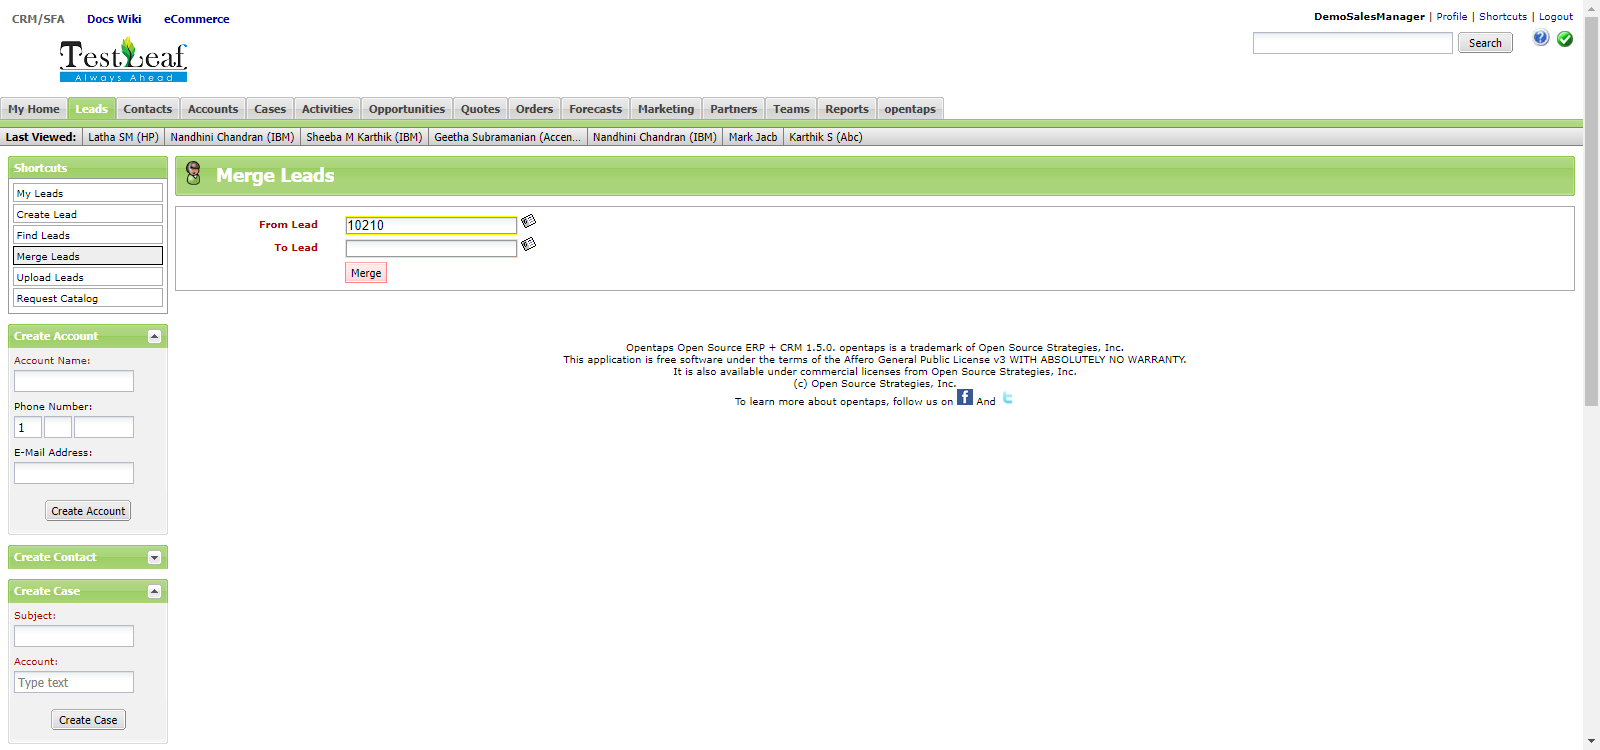 CRM/SFA Docs Wiki eCommerce
DemoSalesManager | Profile | Shortcuts | Logout
TestLeaf
Always Ahead
Search
My Home Leads Contacts Accounts Cases Activities Opportunities Quotes Orders Forecasts Marketing Partners Teams Reports opentaps
Last Viewed: Latha SM (HP) Nandhini Chandran (IBM) Sheeba M Karthik (IBM) Geetha Subramanian (Accen... Nandhini Chandran (IBM) Mark Jacb Karthik S (Abc)
Shortcuts
My Leads
Create Lead
Find Leads
Merge Leads
Upload Leads
Request Catalog
Create Account
Account Name:
Phone Number:
1
E-Mail Address:
Create Account
Create Contact
Create Case
Subject:
Account:
Type text
Create Case
Merge Leads
From Lead 10210
To Lead
Merge
Opentaps Open Source ERP + CRM 1.5.0. opentaps is a trademark of Open Source Strategies, Inc.
This application is free software under the terms of the Affero General Public License v3 WITH ABSOLUTELY NO WARRANTY.
It is also available under commercial licenses from Open Source Strategies, Inc.
(c) Open Source Strategies, Inc.
To learn more about opentaps, follow us on f And t